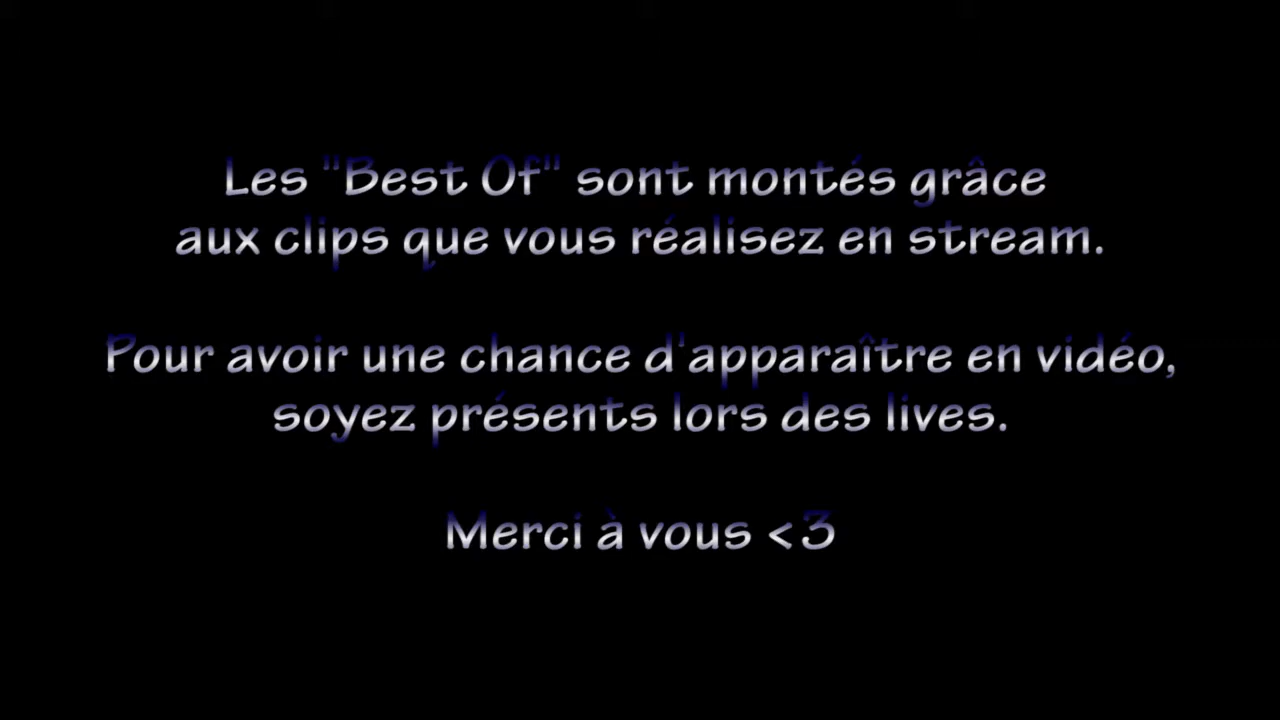 Les "Best Of" sont montés grâce
aux clips que vous réalisez en stream.
Pour avoir une chance d'apparaître en vidéo,
soyez présents lors des lives.
Merci à vous <3